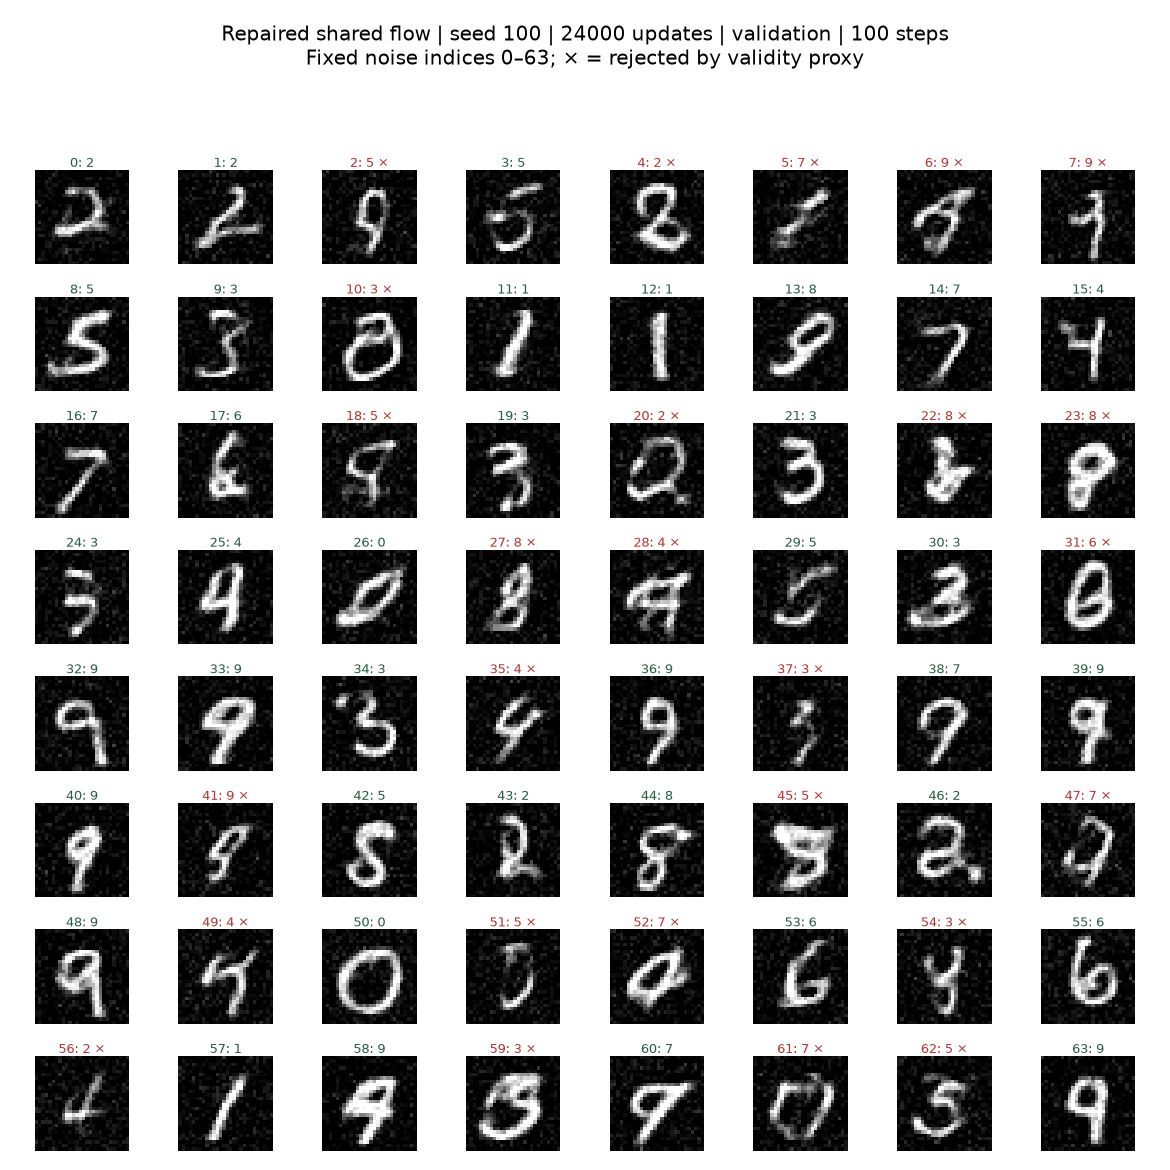 Repaired shared flow | seed 100 | 24000 updates | validation | 100 steps
Fixed noise indices 0–63; × = rejected by validity proxy
0: 2 1: 2 2: 5 × 3: 5 4: 2 × 5: 7 × 6: 9 × 7: 9 ×
8: 5 9: 3 10: 3 × 11: 1 12: 1 13: 8 14: 7 15: 4
16: 7 17: 6 18: 5 × 19: 3 20: 2 × 21: 3 22: 8 × 23: 8 ×
24: 3 25: 4 26: 0 27: 8 × 28: 4 × 29: 5 30: 3 31: 6 ×
32: 9 33: 9 34: 3 35: 4 × 36: 9 37: 3 × 38: 7 39: 9
40: 9 41: 9 × 42: 5 43: 2 44: 8 45: 5 × 46: 2 47: 7 ×
48: 9 49: 4 × 50: 0 51: 5 × 52: 7 × 53: 6 54: 3 × 55: 6
56: 2 × 57: 1 58: 9 59: 3 × 60: 7 61: 7 × 62: 5 × 63: 9